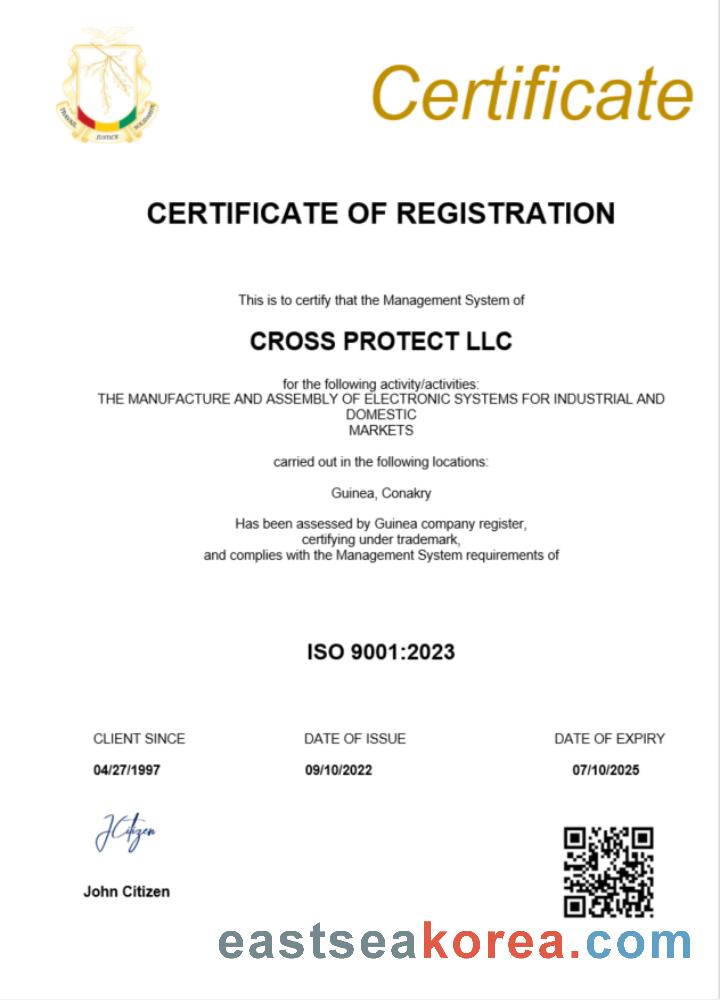 TRAVAIL
JUSTICE
SOLIDARITE
Certificate
CERTIFICATE OF REGISTRATION
This is to certify that the Management System of
CROSS PROTECT LLC
for the following activity/activities:
THE MANUFACTURE AND ASSEMBLY OF ELECTRONIC SYSTEMS FOR INDUSTRIAL AND
DOMESTIC
MARKETS
carried out in the following locations:
Guinea, Conakry
Has been assessed by Guinea company register,
certifying under trademark,
and complies with the Management System requirements of
ISO 9001:2023
CLIENT SINCE DATE OF ISSUE DATE OF EXPIRY
04/27/1997 09/10/2022 07/10/2025
JCitizen
John Citizen
eastseakorea.com